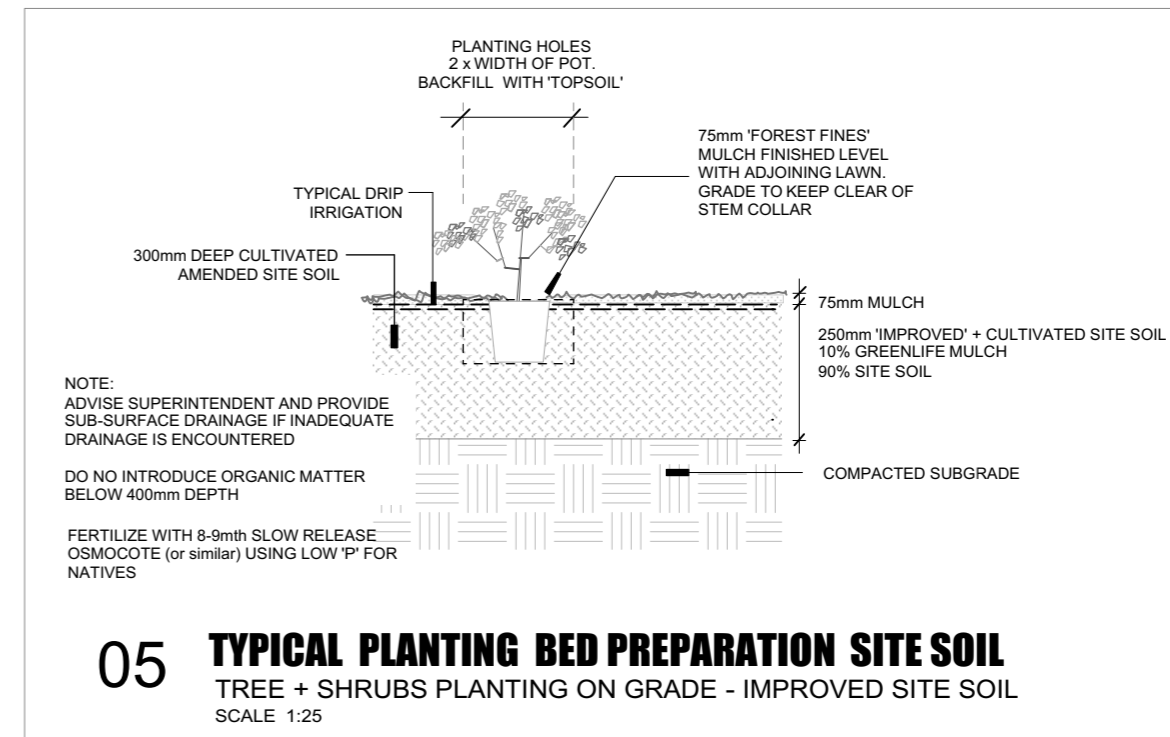 PLANTING HOLES
2 x WIDTH OF POT.
BACKFILL WITH 'TOPSOIL'
75mm 'FOREST FINES'
MULCH FINISHED LEVEL
WITH ADJOINING LAWN.
GRADE TO KEEP CLEAR OF
STEM COLLAR
TYPICAL DRIP
IRRIGATION
300mm DEEP CULTIVATED
AMENDED SITE SOIL
75mm MULCH
250mm 'IMPROVED' + CULTIVATED SITE SOIL
10% GREENLIFE MULCH
90% SITE SOIL
NOTE:
ADVISE SUPERINTENDENT AND PROVIDE
SUB-SURFACE DRAINAGE IF INADEQUATE
DRAINAGE IS ENCOUNTERED
DO NO INTRODUCE ORGANIC MATTER
BELOW 400mm DEPTH
COMPACTED SUBGRADE
FERTILIZE WITH 8-9mth SLOW RELEASE
OSMOCOTE (or similar) USING LOW 'P' FOR
NATIVES
05 TYPICAL PLANTING BED PREPARATION SITE SOIL
TREE + SHRUBS PLANTING ON GRADE - IMPROVED SITE SOIL
SCALE 1:25